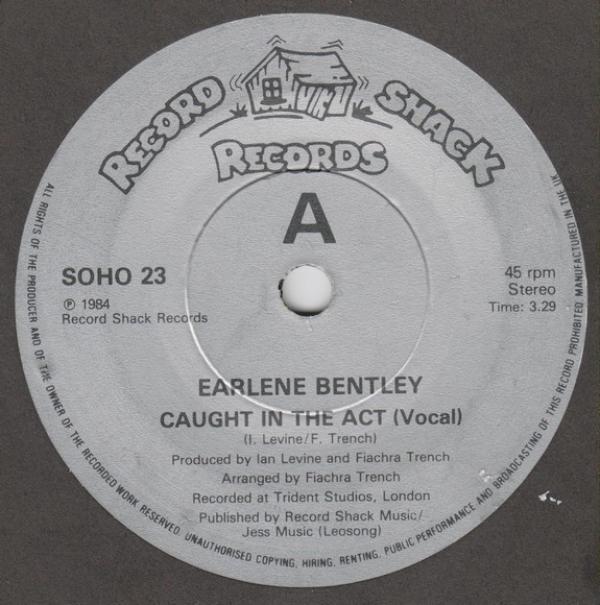 RECORD SHACK
RECORDS
A
SOHO 23
℗ 1984
Record Shack Records
45 rpm
Stereo
Time: 3.29
EARLENE BENTLEY
CAUGHT IN THE ACT (Vocal)
(I. Levine/F. Trench)
Produced by Ian Levine and Fiachra Trench
Arranged by Fiachra Trench
Recorded at Trident Studios, London
Published by Record Shack Music/
Jess Music (Leosong)
ALL RIGHTS OF THE PRODUCER AND OF THE OWNER OF THE RECORDED WORK RESERVED. UNAUTHORISED COPYING, HIRING, RENTING, PUBLIC PERFORMANCE AND BROADCASTING OF THIS RECORD PROHIBITED MANUFACTURED IN THE UK